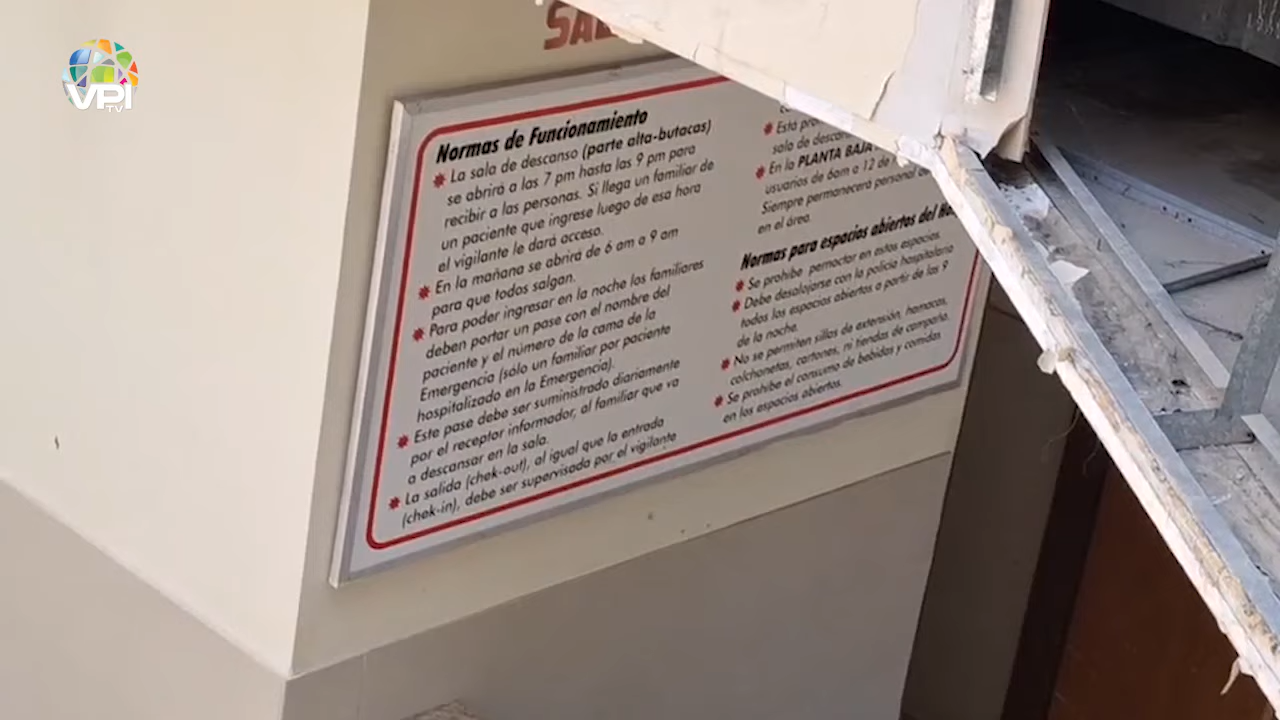 VPI
TV
Normas de Funcionamiento
La sala de descanso (parte alta-butacas)
se abrirá a las 7 pm hasta las 9 pm para
recibir a las personas. Si llega un familiar de
un paciente que ingrese luego de esa hora
el vigilante le dará acceso.
En la mañana se abrirá de 6 am a 9 am
para que todos salgan.
Para poder ingresar en la noche los familiares
deben portar un pase con el nombre del
paciente y el número de la cama de la
Emergencia (sólo un familiar por paciente
hospitalizado en la Emergencia).
Este pase debe ser suministrado diariamente
por el receptor informador, al familiar que va
a descansar en la sala.
La salida (chek-out), al igual que la entrada
(chek-in), debe ser supervisada por el vigilante
Está
sala de
En la PLANTA BAJA
usuarios de 6am a 12 de
Siempre permanecerá personal
en el área.
Normas para espacios abiertos del
Se prohibe pernoctar en estos espacios.
Debe desalojarse con la policía hospitalaria
todos los espacios abiertos a partir de las 9
de la noche.
No se permiten sillas de extensión, hamacas,
colchonetas, cartones, ni tiendas de campaña.
Se prohibe el consumo de bebidas y comidas
en los espacios abiertos.